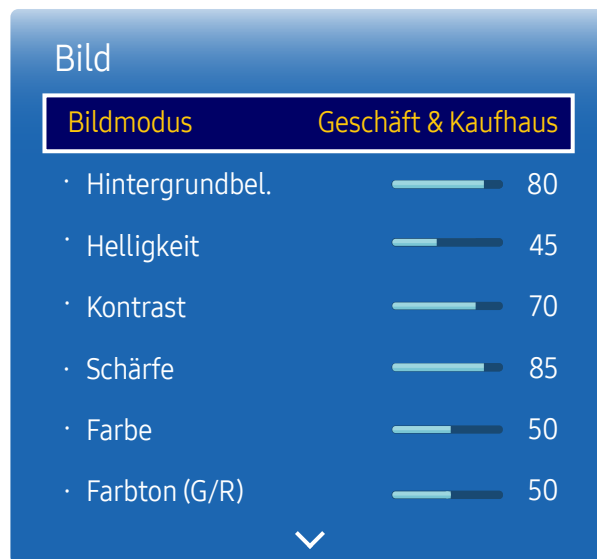 Bild
Bildmodus Geschäft & Kaufhaus
· Hintergrundbel. 80
· Helligkeit 45
· Kontrast 70
· Schärfe 85
· Farbe 50
· Farbton (G/R) 50